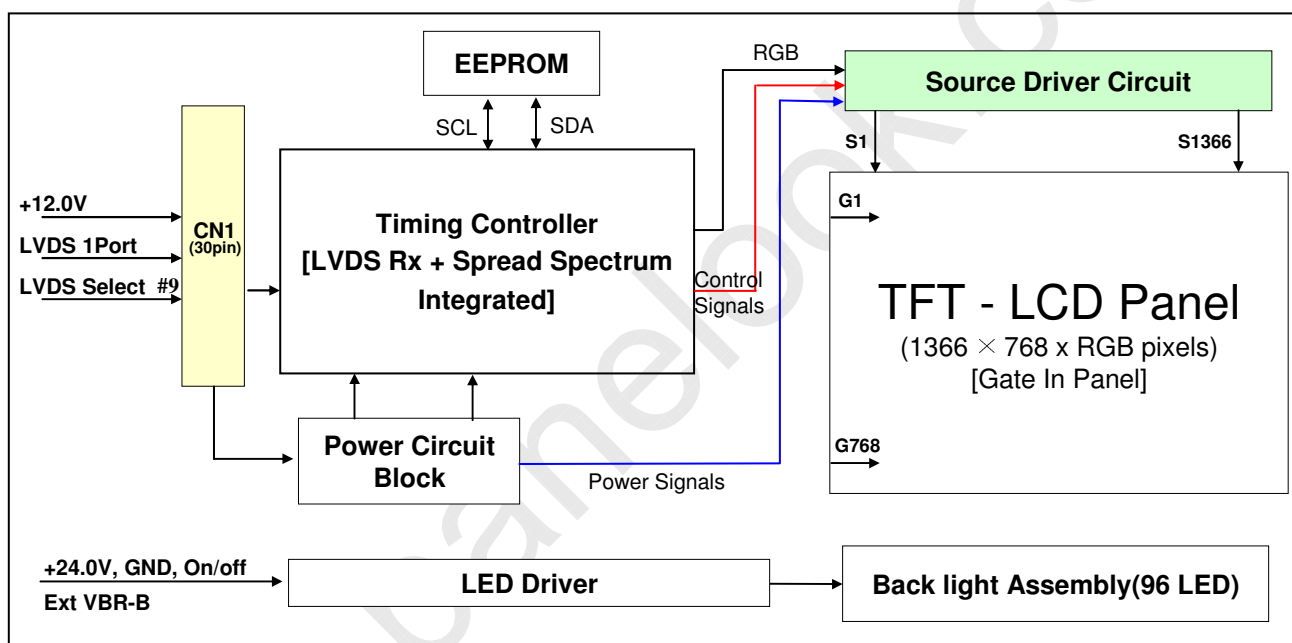 EEPROM
SCL
SDA
RGB
Source Driver Circuit
S1
S1366
+12.0V
LVDS 1Port
LVDS Select #9
CN1
(30pin)
Timing Controller
[LVDS Rx + Spread Spectrum
Integrated]
Control
Signals
G1
TFT - LCD Panel
(1366 × 768 x RGB pixels)
[Gate In Panel]
G768
Power Circuit
Block
Power Signals
+24.0V, GND, On/off
Ext VBR-B
LED Driver
Back light Assembly(96 LED)
panelook.co